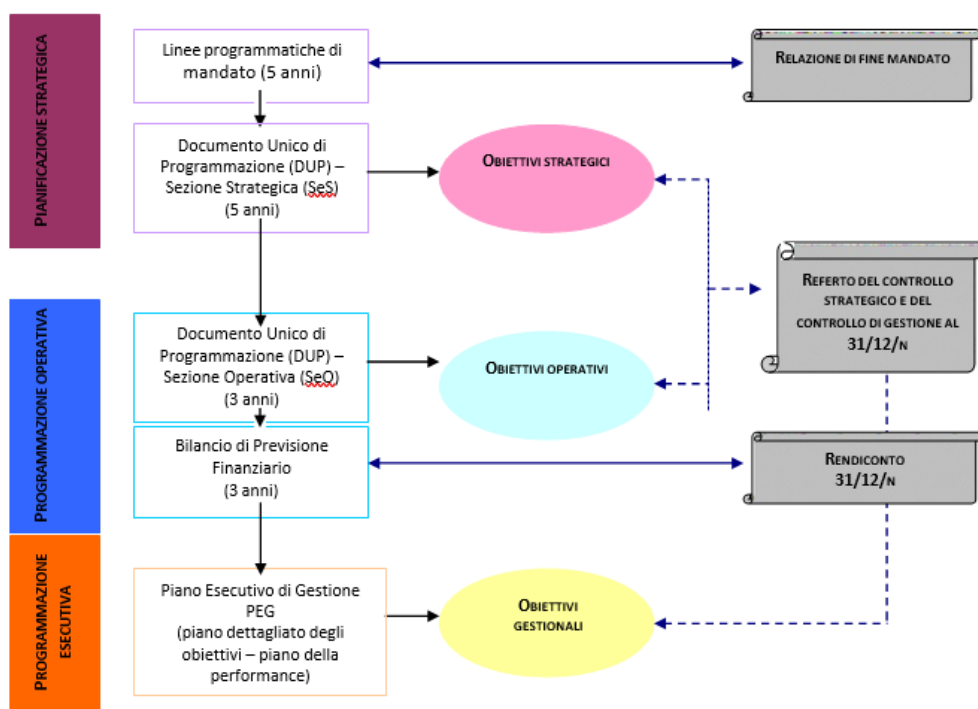 PIANIFICAZIONE STRATEGICA
Linee programmatiche di
mandato (5 anni)
RELAZIONE DI FINE MANDATO
Documento Unico di
Programmazione (DUP) –
Sezione Strategica (SeS)
(5 anni)
OBIETTIVI STRATEGICI
REFERTO DEL CONTROLLO
STRATEGICO E DEL
CONTROLLO DI GESTIONE AL
31/12/N
PROGRAMMAZIONE OPERATIVA
Documento Unico di
Programmazione (DUP) –
Sezione Operativa (SeO)
(3 anni)
OBIETTIVI OPERATIVI
Bilancio di Previsione
Finanziario
(3 anni)
RENDICONTO
31/12/N
PROGRAMMAZIONE
ESECUTIVA
Piano Esecutivo di Gestione
PEG
(piano dettagliato degli
obiettivi – piano della
performance)
OBIETTIVI
GESTIONALI